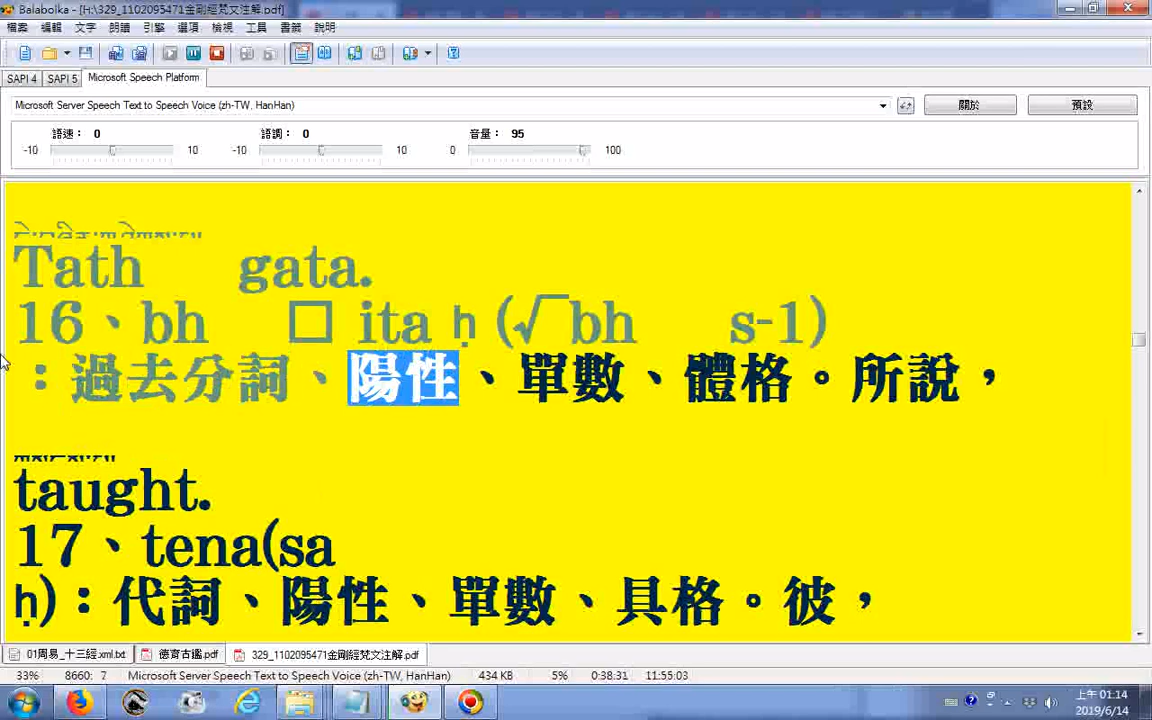 Balabolka - [H:\329_1102095471金剛經梵文注解.pdf]
檔案 編輯 文字 朗讀 引擎 選項 檢視 工具 書籤 說明
SAPI 4 SAPI 5 Microsoft Speech Platform
Microsoft Server Speech Text to Speech Voice (zh-TW, HanHan)
關於 預設
語速： 0 語調： 0 音量： 95
-10 10 -10 10 0 100
Tath gata.
16、bh □ ita ḥ (√bh s-1)
：過去分詞、陽性、單數、體格。所說，
taught.
17、tena(sa
ḥ)：代詞、陽性、單數、具格。彼，
01周易_十三經.xml.txt 德育古鑑.pdf 329_1102095471金剛經梵文注解.pdf
33% 8660: 7 Microsoft Server Speech Text to Speech Voice (zh-TW, HanHan) 434 KB 5% 0:38:31 11:55:03
上午 01:14
2019/6/14